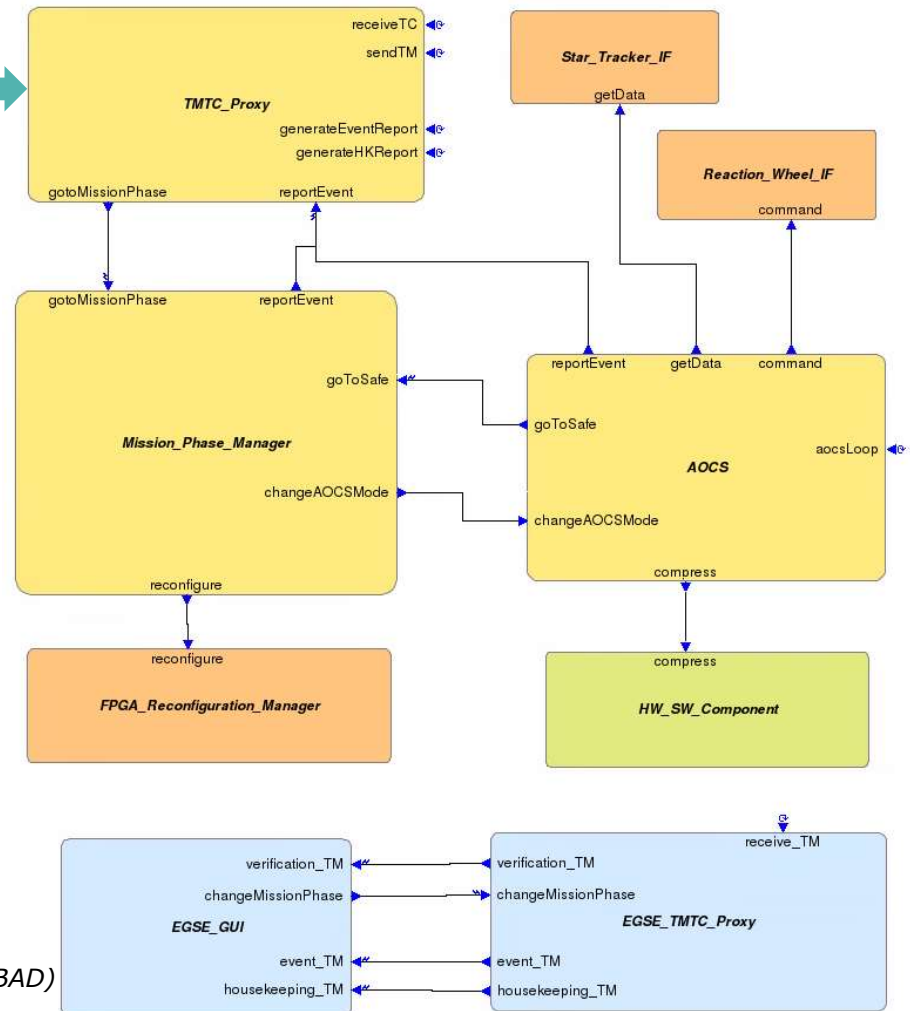 receiveTC
sendTM
TMTC_Proxy
generateEventReport
generateHKReport
gotoMissionPhase
reportEvent
Star_Tracker_IF
getData
Reaction_Wheel_IF
command
gotoMissionPhase
reportEvent
goToSafe
Mission_Phase_Manager
changeAOCSMode
reconfigure
reportEvent
getData
command
goToSafe
aocsLoop
AOCS
changeAOCSMode
compress
reconfigure
FPGA_Reconfiguration_Manager
compress
HW_SW_Component
verification_TM
changeMissionPhase
EGSE_GUI
event_TM
housekeeping_TM
receive_TM
verification_TM
changeMissionPhase
EGSE_TMTC_Proxy
event_TM
housekeeping_TM
BAD)